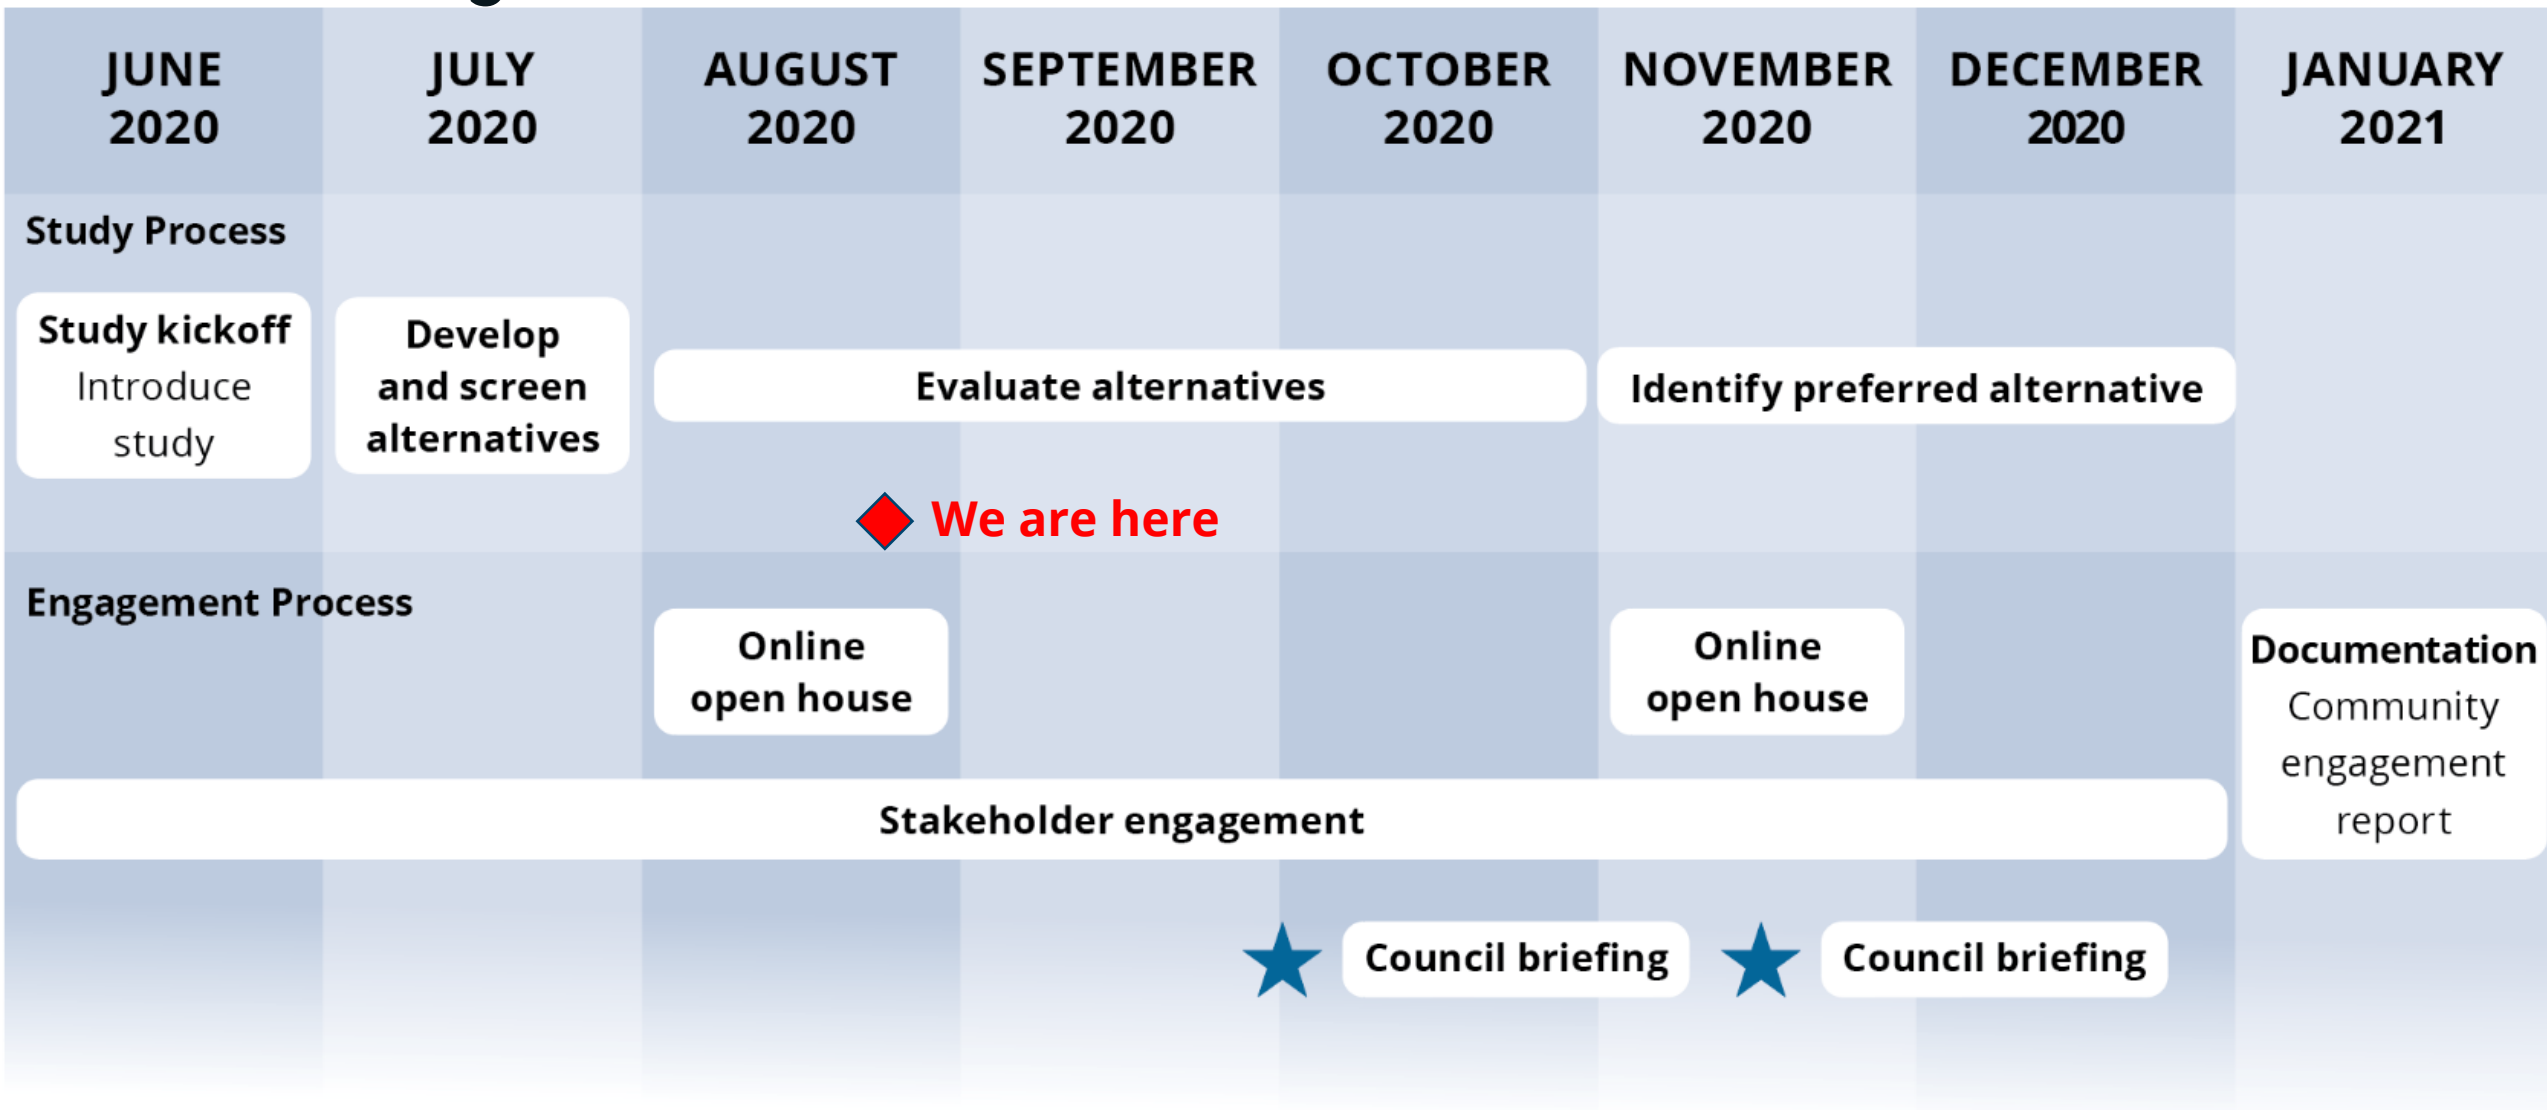 JUNE
2020
JULY
2020
AUGUST
2020
SEPTEMBER
2020
OCTOBER
2020
NOVEMBER
2020
DECEMBER
2020
JANUARY
2021
Study Process
Study kickoff
Introduce
study
Develop
and screen
alternatives
Evaluate alternatives
Identify preferred alternative
We are here
Engagement Process
Online
open house
Online
open house
Documentation
Community
engagement
report
Stakeholder engagement
Council briefing
Council briefing